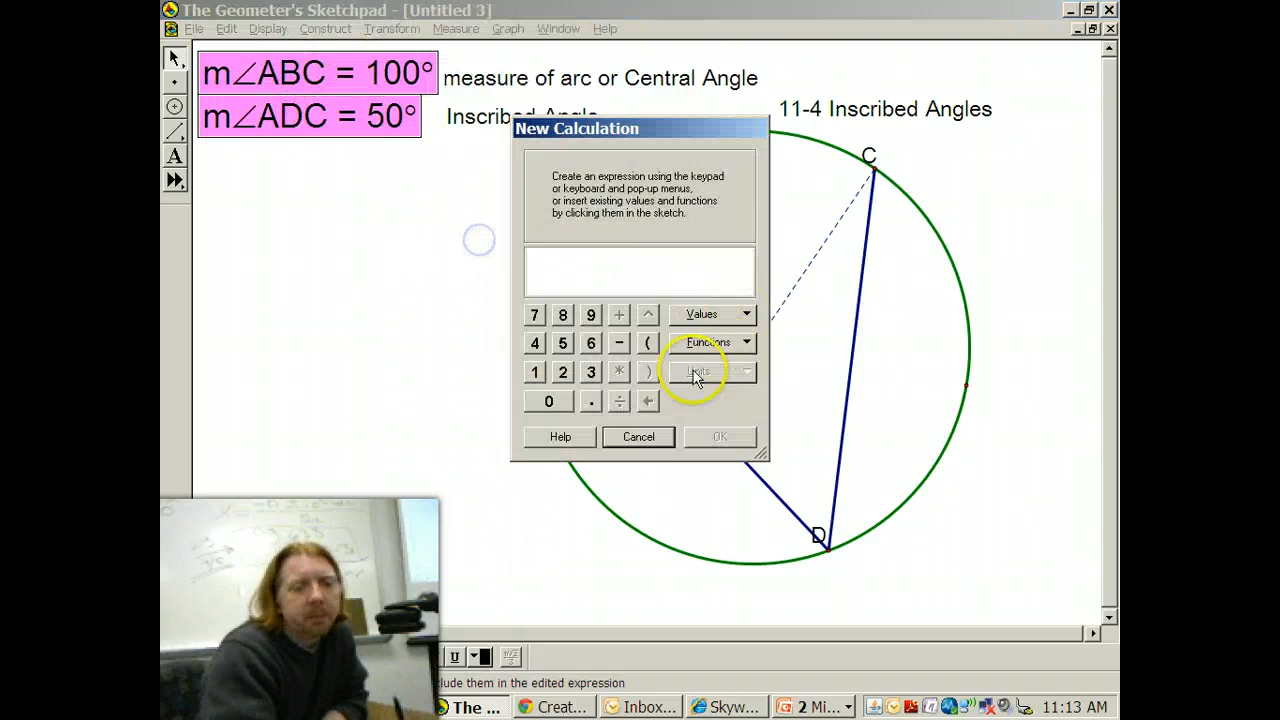 The Geometer's Sketchpad - [Untitled 3]
File Edit Display Construct Transform Measure Graph Window Help
m∠ABC = 100° measure of arc or Central Angle
m∠ADC = 50° Inscribed Angle
11-4 Inscribed Angles
A
New Calculation
Create an expression using the keypad
or keyboard and pop-up menus,
or insert existing values and functions
by clicking them in the sketch.
7 8 9 + ^ Values
4 5 6 − ( Functions
1 2 3 * ) Units
0 . ÷ ←
Help Cancel OK
C
D
U
lude them in the edited expression
The ... Creat... Inbox... Skyw... 2 Mi... 11:13 AM